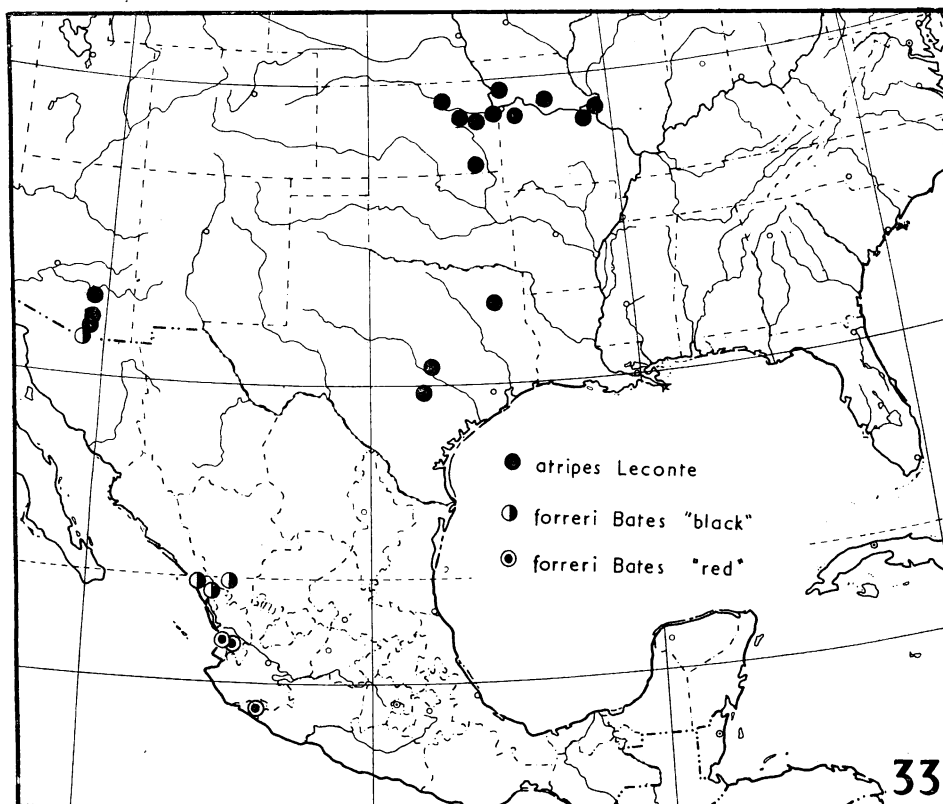 atripes Leconte
forreri Bates "black"
forreri Bates "red"
33